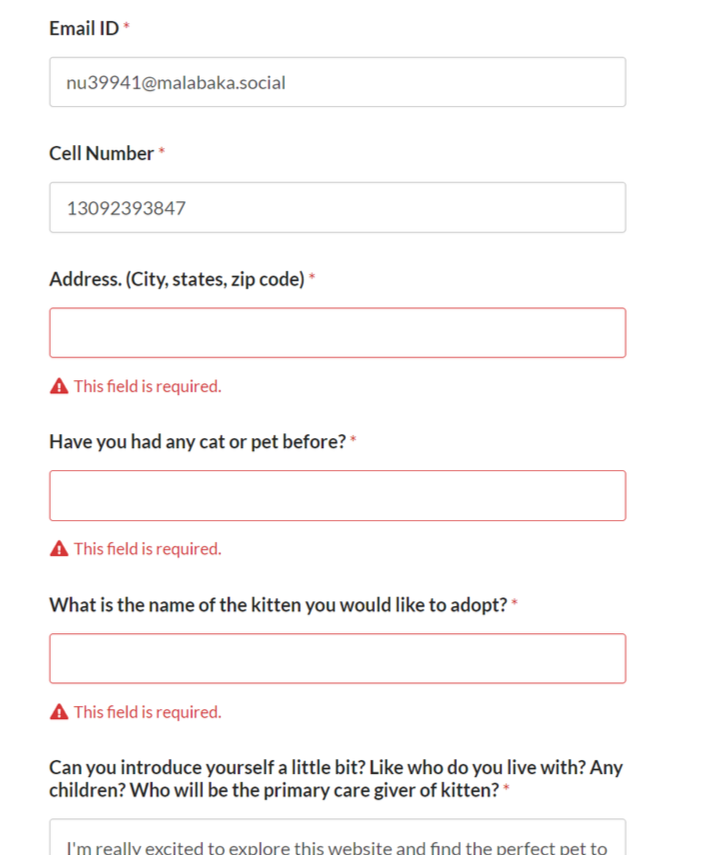 Email ID *
nu39941@malabaka.social
Cell Number *
13092393847
Address. (City, states, zip code) *
This field is required.
Have you had any cat or pet before? *
This field is required.
What is the name of the kitten you would like to adopt? *
This field is required.
Can you introduce yourself a little bit? Like who do you live with? Any
children? Who will be the primary care giver of kitten? *
I'm really excited to explore this website and find the perfect pet to